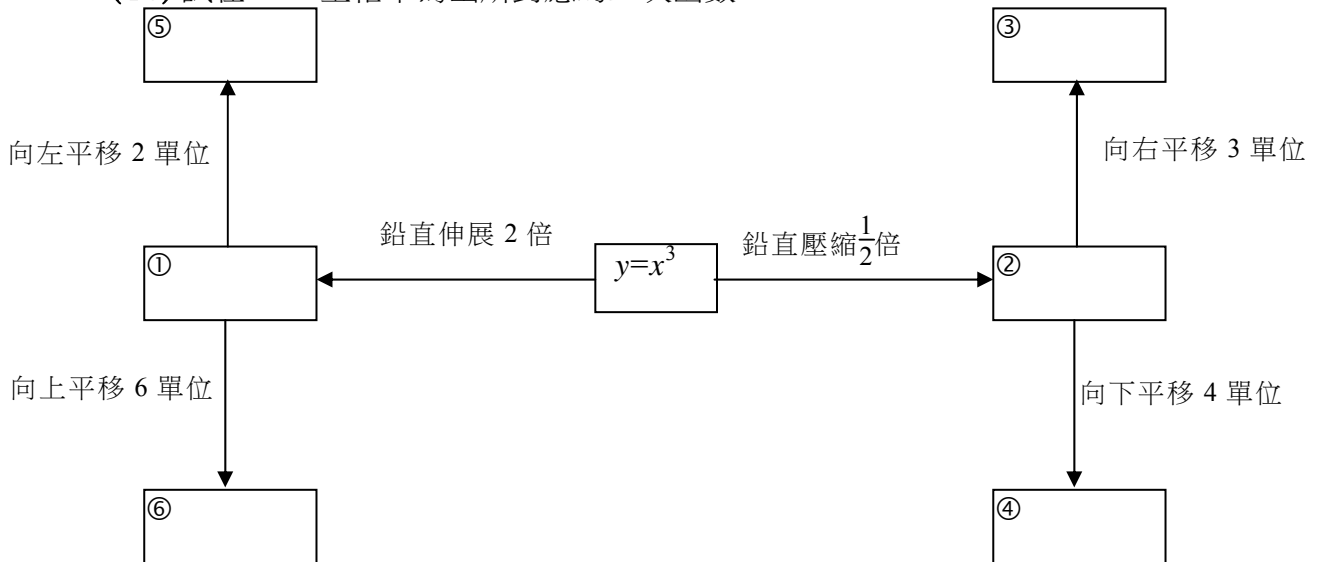 ⑤
③
向左平移 2 單位
向右平移 3 單位
鉛直伸展 2 倍
鉛直壓縮1/2倍
①
y=x³
②
向上平移 6 單位
向下平移 4 單位
⑥
④